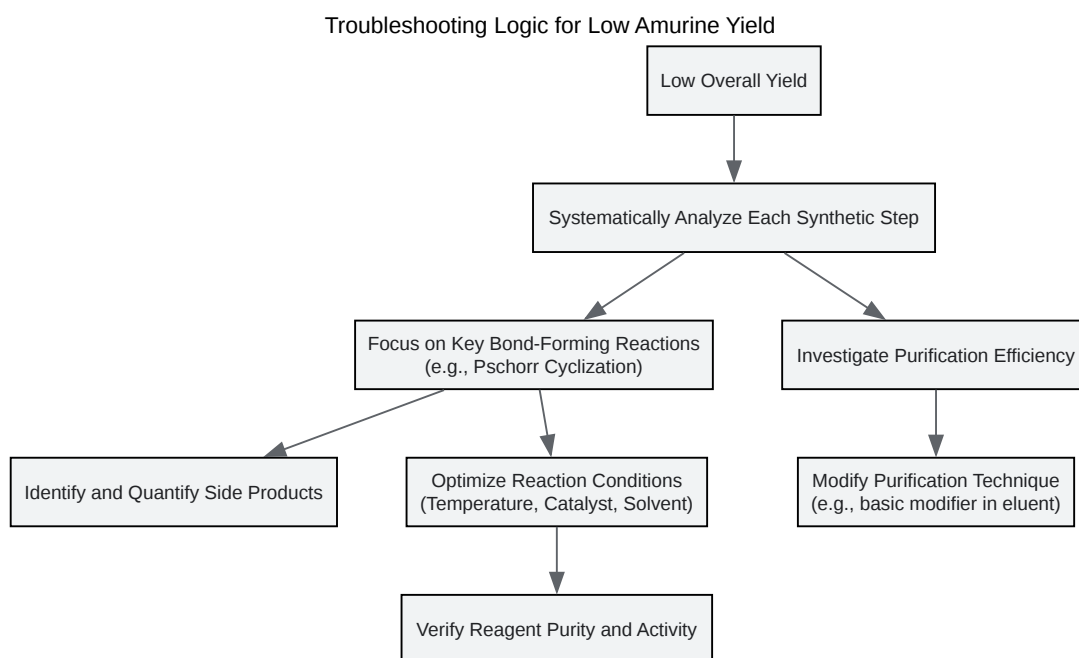 Troubleshooting Logic for Low Amurine Yield
Low Overall Yield
Systematically Analyze Each Synthetic Step
Focus on Key Bond-Forming Reactions
(e.g., Pschorr Cyclization)
Investigate Purification Efficiency
Identify and Quantify Side Products
Optimize Reaction Conditions
(Temperature, Catalyst, Solvent)
Modify Purification Technique
(e.g., basic modifier in eluent)
Verify Reagent Purity and Activity